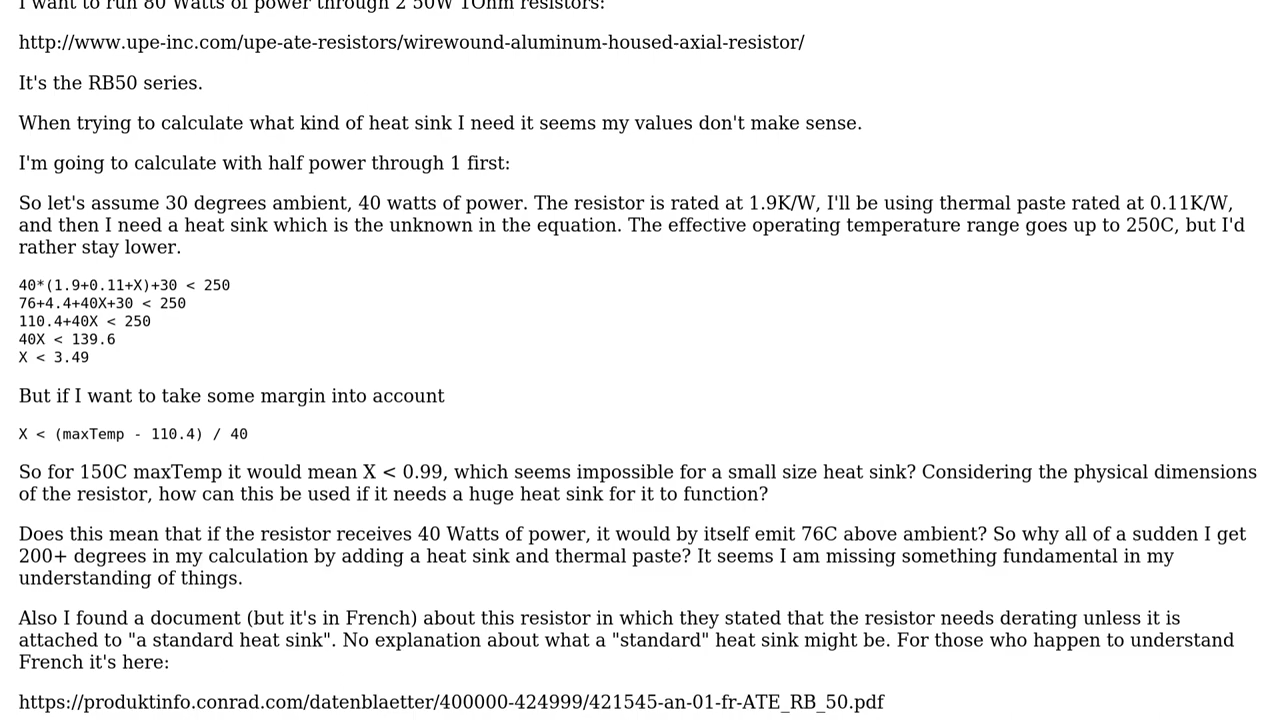 I want to run 80 Watts of power through 2 50W 1Ohm resistors:
http://www.upe-inc.com/upe-ate-resistors/wirewound-aluminum-housed-axial-resistor/
It's the RB50 series.
When trying to calculate what kind of heat sink I need it seems my values don't make sense.
I'm going to calculate with half power through 1 first:
So let's assume 30 degrees ambient, 40 watts of power. The resistor is rated at 1.9K/W, I'll be using thermal paste rated at 0.11K/W,
and then I need a heat sink which is the unknown in the equation. The effective operating temperature range goes up to 250C, but I'd
rather stay lower.
40*(1.9+0.11+X)+30 < 250
76+4.4+40X+30 < 250
110.4+40X < 250
40X < 139.6
X < 3.49
But if I want to take some margin into account
X < (maxTemp - 110.4) / 40
So for 150C maxTemp it would mean X < 0.99, which seems impossible for a small size heat sink? Considering the physical dimensions
of the resistor, how can this be used if it needs a huge heat sink for it to function?
Does this mean that if the resistor receives 40 Watts of power, it would by itself emit 76C above ambient? So why all of a sudden I get
200+ degrees in my calculation by adding a heat sink and thermal paste? It seems I am missing something fundamental in my
understanding of things.
Also I found a document (but it's in French) about this resistor in which they stated that the resistor needs derating unless it is
attached to "a standard heat sink". No explanation about what a "standard" heat sink might be. For those who happen to understand
French it's here:
https://produktinfo.conrad.com/datenblaetter/400000-424999/421545-an-01-fr-ATE_RB_50.pdf